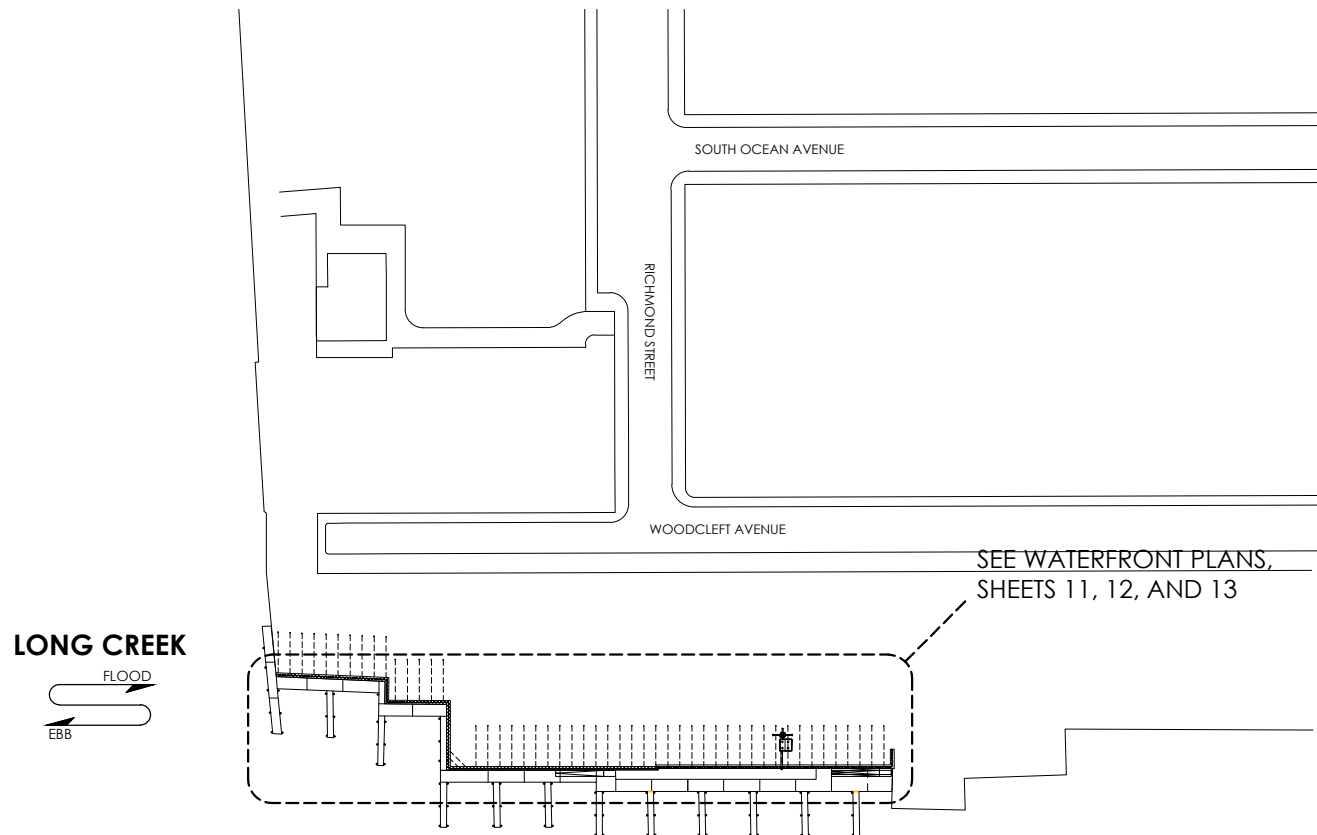 SOUTH OCEAN AVENUE
RICHMOND STREET
WOODCLEFT AVENUE
SEE WATERFRONT PLANS,
SHEETS 11, 12, AND 13
LONG CREEK
FLOOD
EBB